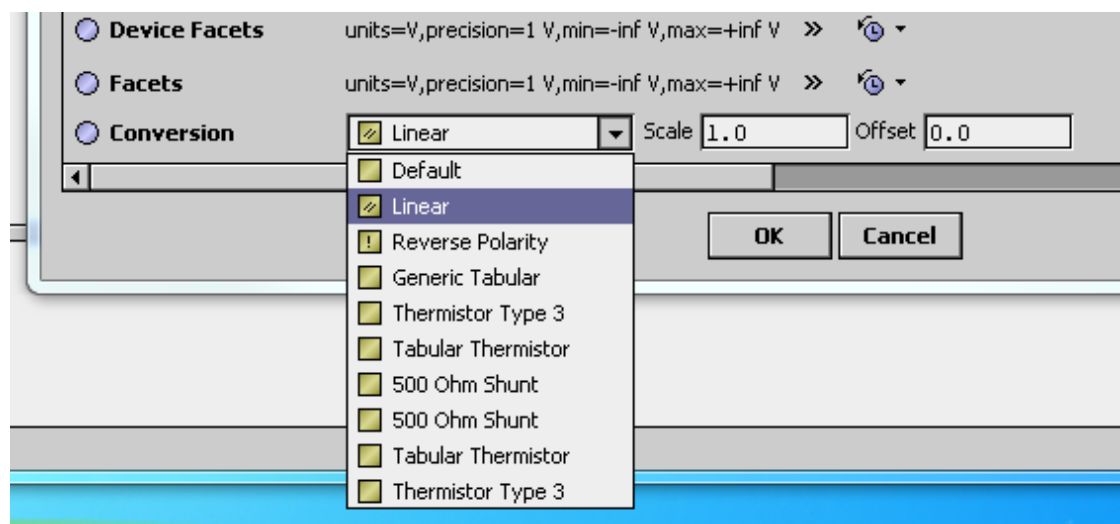 Device Facets units=V,precision=1 V,min=-inf V,max=+inf V »
Facets units=V,precision=1 V,min=-inf V,max=+inf V »
Conversion Linear Scale 1.0 Offset 0.0
Default
Linear
Reverse Polarity
Generic Tabular
Thermistor Type 3
Tabular Thermistor
500 Ohm Shunt
500 Ohm Shunt
Tabular Thermistor
Thermistor Type 3
OK Cancel